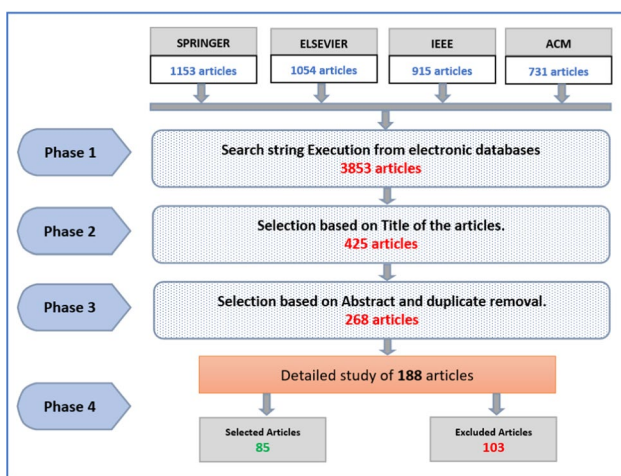 SPRINGER
ELSEVIER
IEEE
ACM
1153 articles
1054 articles
915 articles
731 articles
Phase 1
Search string Execution from electronic databases
3853 articles
Phase 2
Selection based on Title of the articles.
425 articles
Phase 3
Selection based on Abstract and duplicate removal.
268 articles
Detailed study of 188 articles
Phase 4
Selected Articles
85
Excluded Articles
103